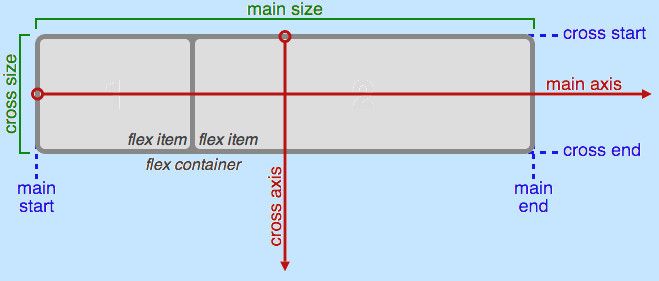 main size
cross start
cross size
1
2
main axis
flex item
flex item
cross end
flex container
main
start
cross axis
main
end